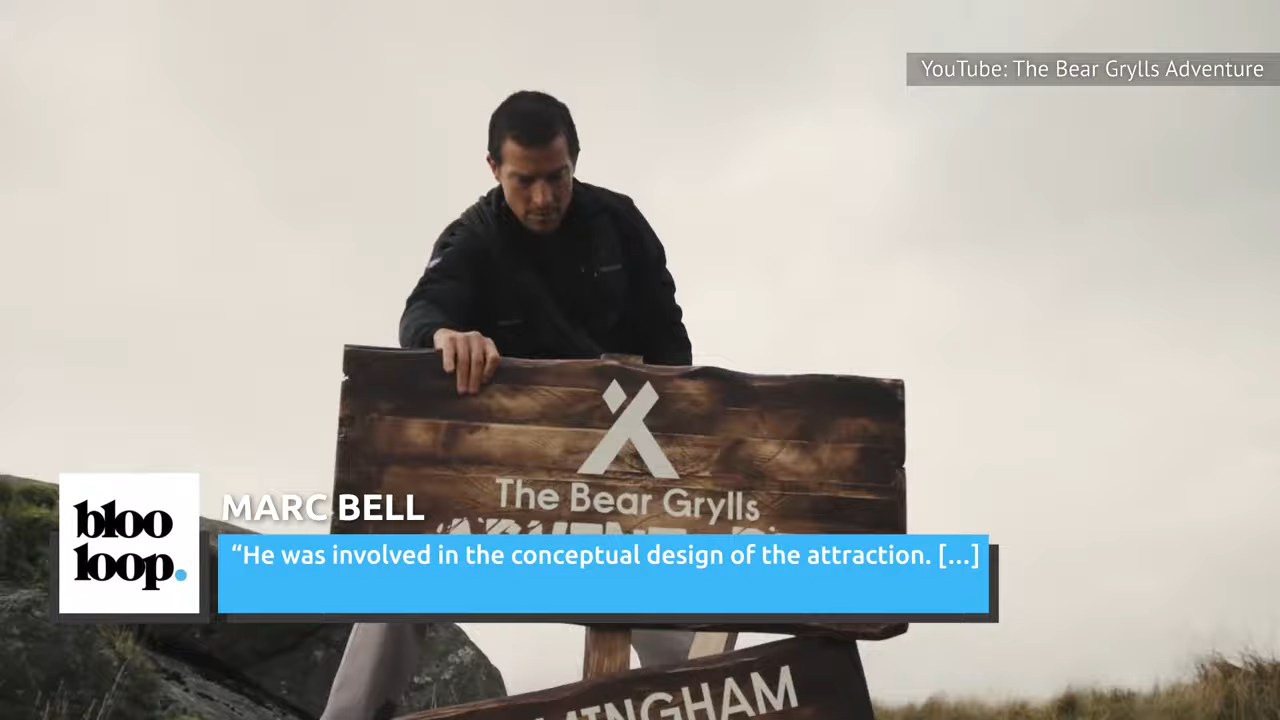 YouTube: The Bear Grylls Adventure
The Bear Grylls
bloo
loop.
MARC BELL
“He was involved in the conceptual design of the attraction. [...]